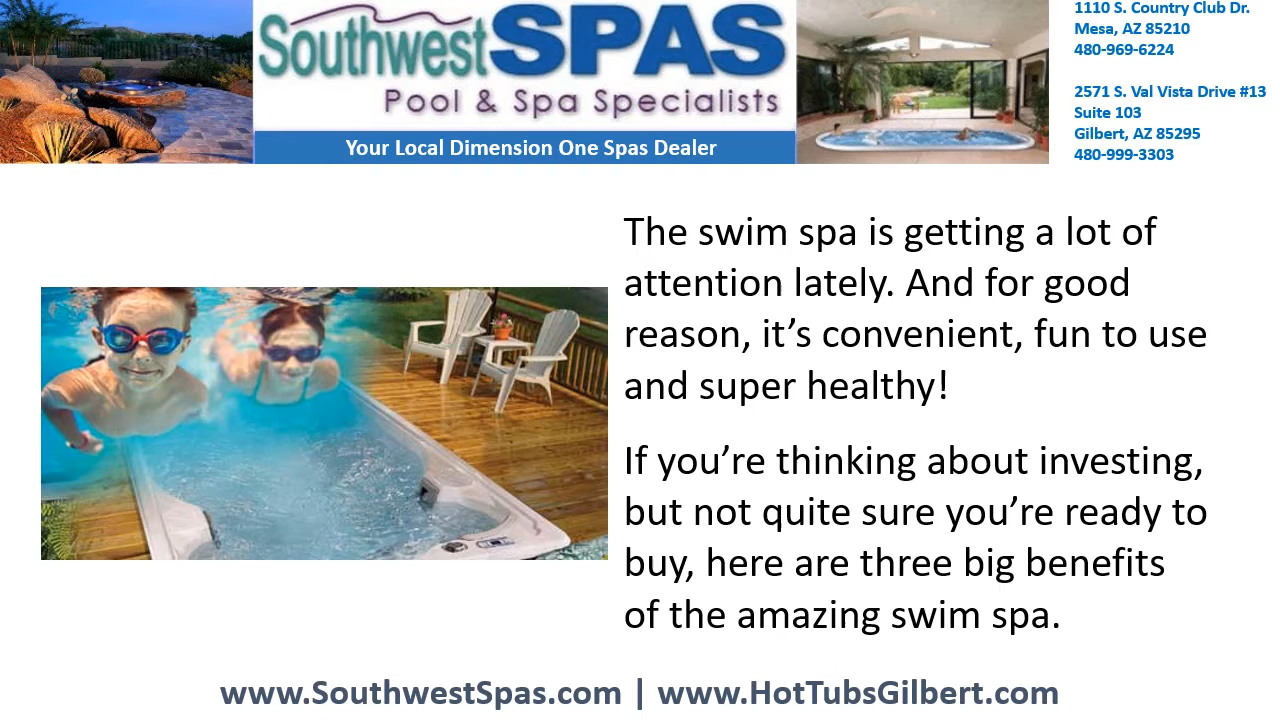 Southwest SPAS
Pool & Spa Specialists
Your Local Dimension One Spas Dealer
1110 S. Country Club Dr.
Mesa, AZ 85210
480-969-6224
2571 S. Val Vista Drive #13
Suite 103
Gilbert, AZ 85295
480-999-3303
The swim spa is getting a lot of
attention lately. And for good
reason, it’s convenient, fun to use
and super healthy!
If you’re thinking about investing,
but not quite sure you’re ready to
buy, here are three big benefits
of the amazing swim spa.
www.SouthwestSpas.com | www.HotTubsGilbert.com